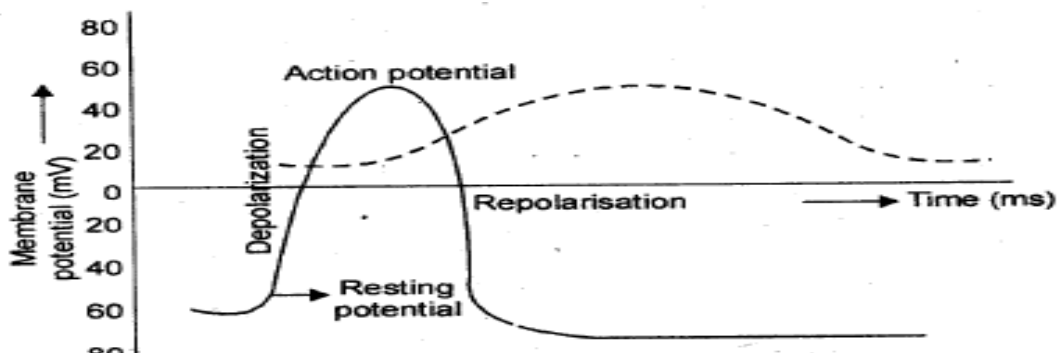 80
60
40
20
0
20
40
60
80
Membrane
potential (mV)
Action potential
Depolarization
Repolarisation
Time (ms)
Resting
potential